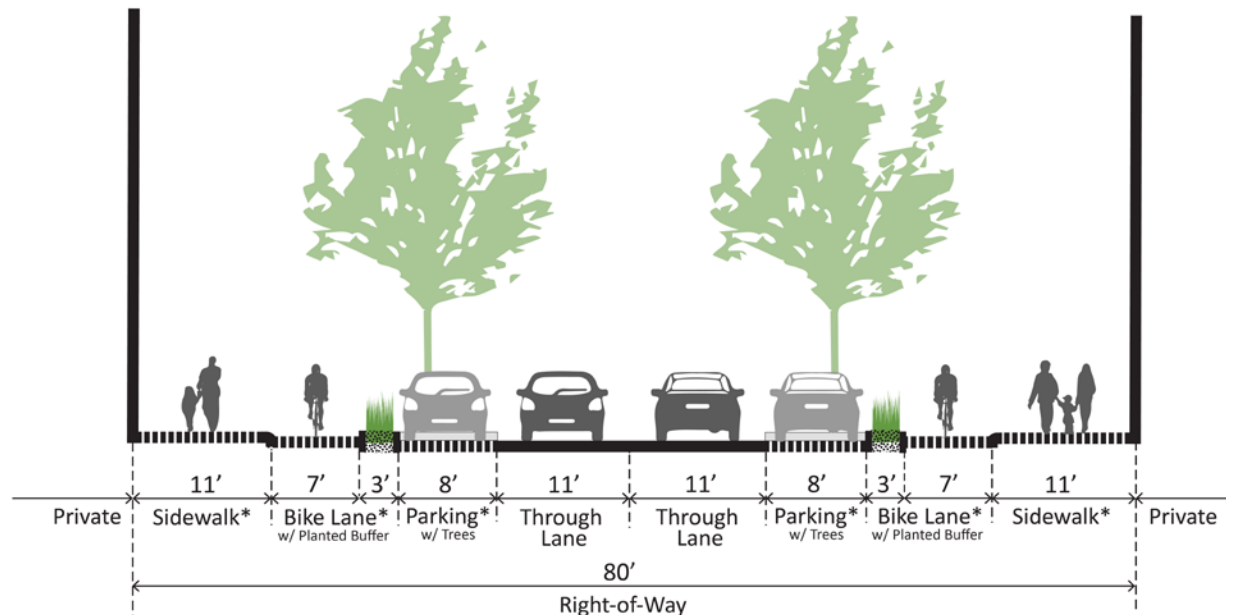 11’ 7’ 3’ 8’ 11’ 11’ 8’ 3’ 7’ 11’
Private Sidewalk* Bike Lane* Parking* Through Through Parking* Bike Lane* Sidewalk* Private
w/ Planted Buffer w/ Trees Lane Lane w/ Trees w/ Planted Buffer
80’
Right-of-Way